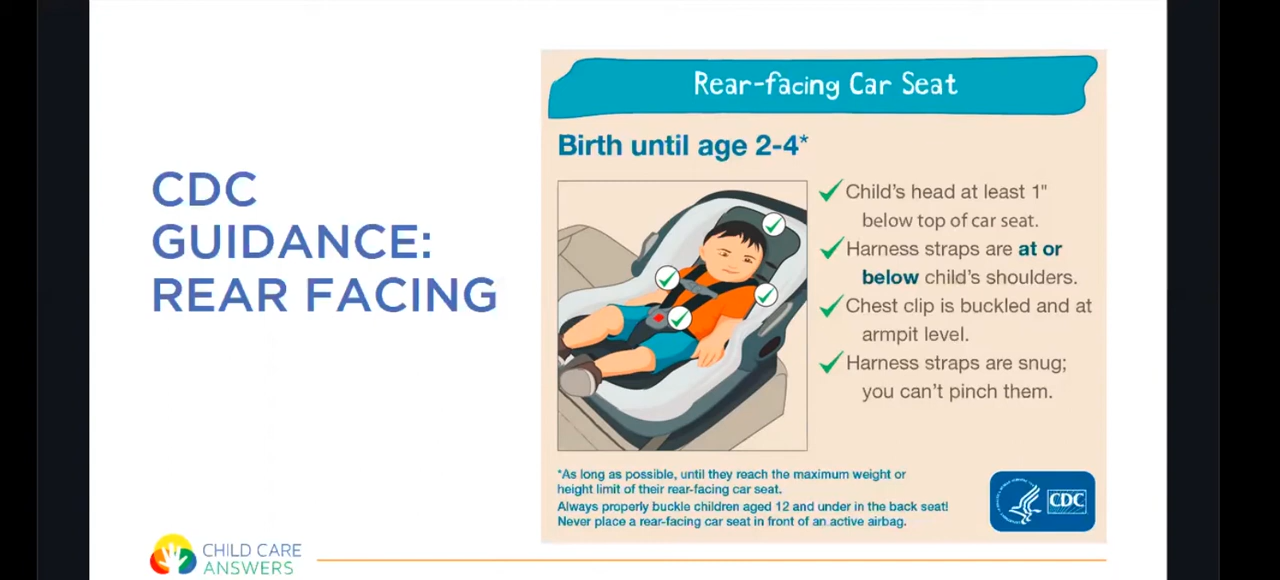 CDC
GUIDANCE:
REAR FACING
Rear-facing Car Seat
Birth until age 2-4*
Child's head at least 1"
below top of car seat.
Harness straps are at or
below child's shoulders.
Chest clip is buckled and at
armpit level.
Harness straps are snug;
you can't pinch them.
*As long as possible, until they reach the maximum weight or
height limit of their rear-facing car seat.
Always properly buckle children aged 12 and under in the back seat!
Never place a rear-facing car seat in front of an active airbag.
CDC
CHILD CARE
ANSWERS